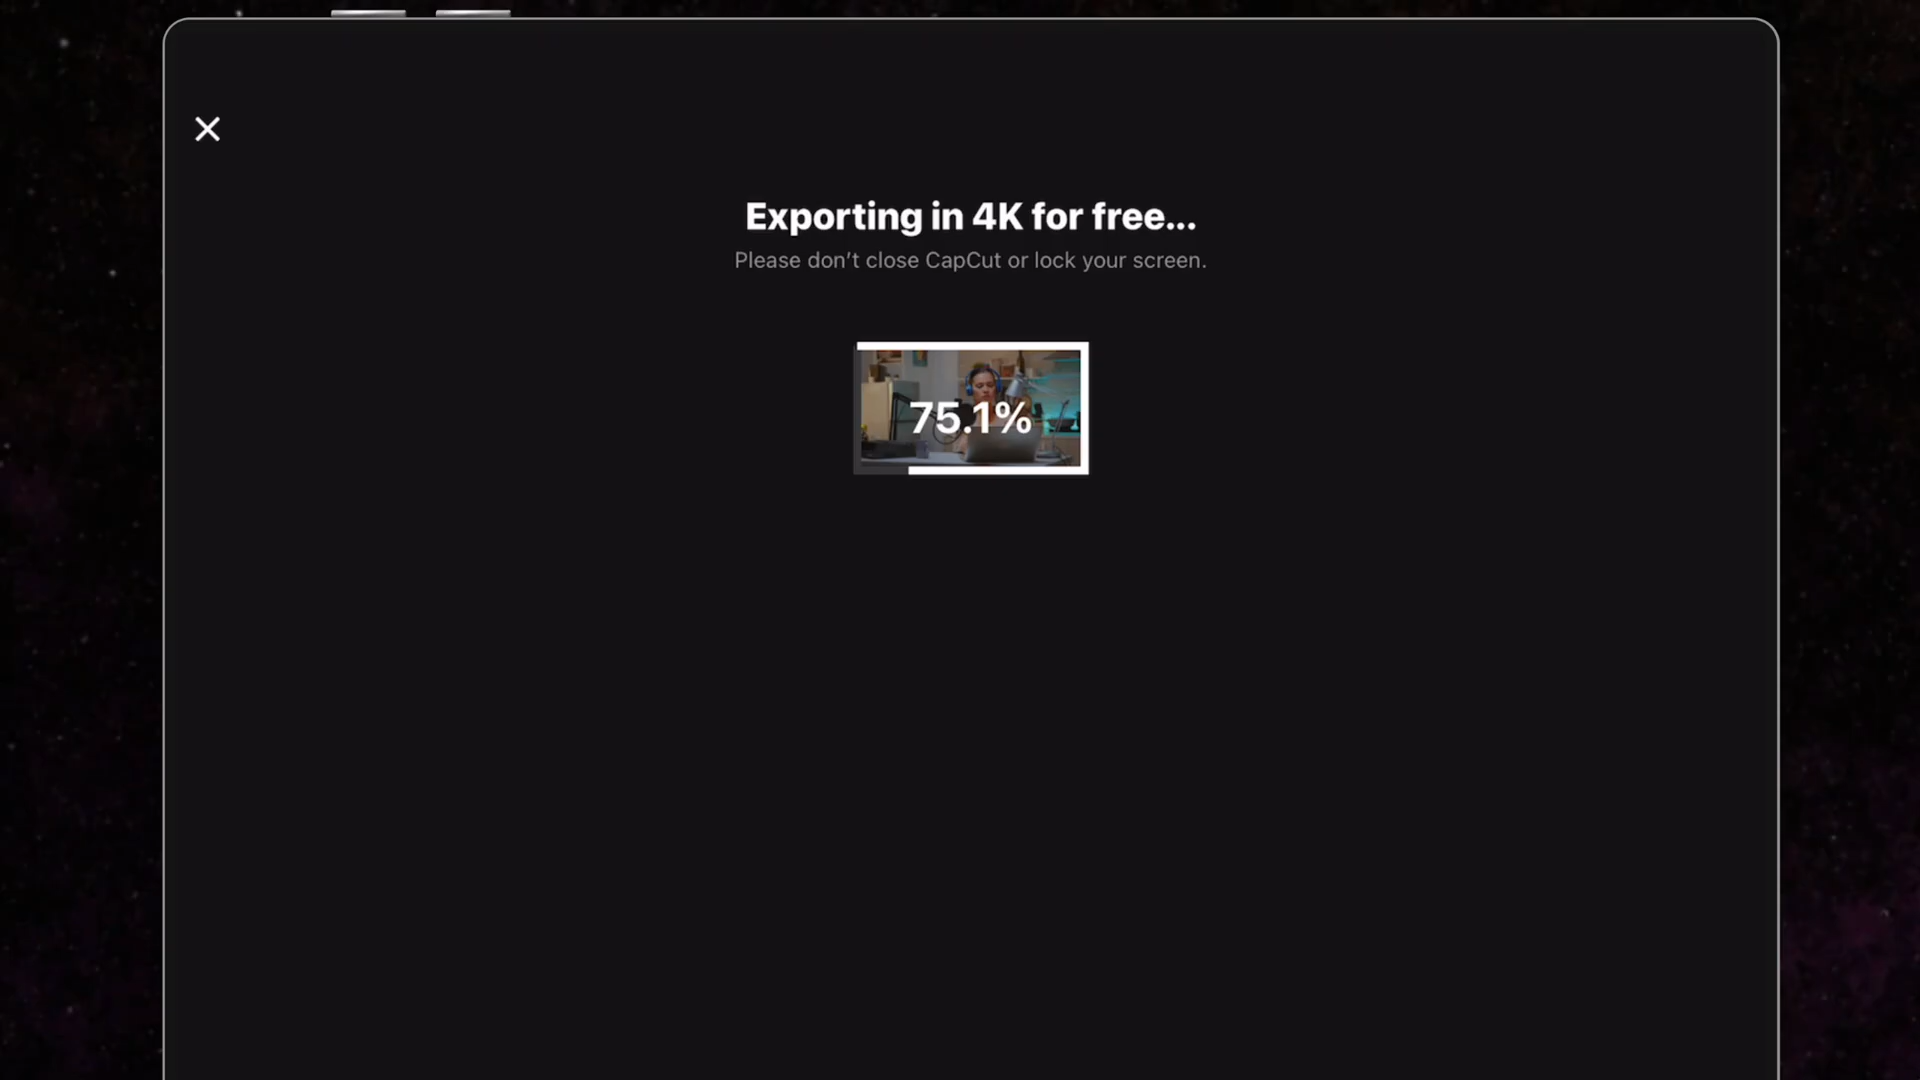 Exporting in 4K for free...
Please don't close CapCut or lock your screen.
75.1%